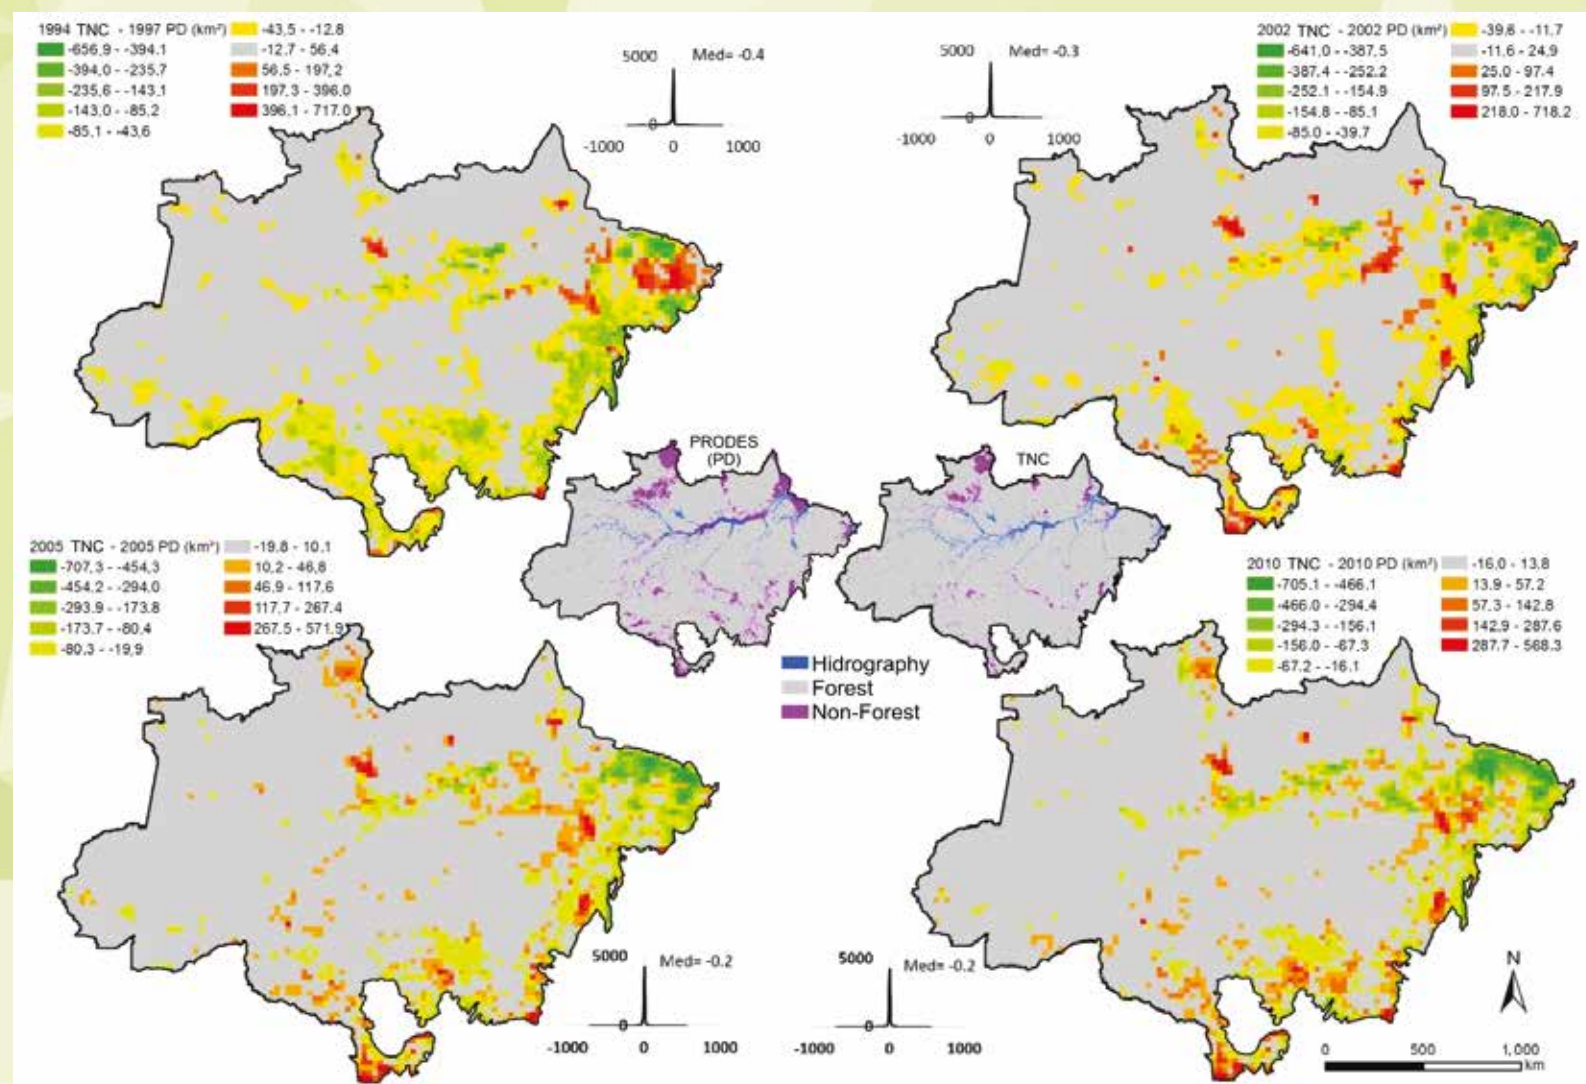 1994 TNC - 1997 PD (km²)
-656,9 - -394.1
-394,0 - -235.7
-235,6 - -143.1
-143,0 - -85,2
-85,1 - -43,6
-43,5 - -12.8
-12,7 - 56,4
56,5 - 197,2
197,3 - 396.0
396,1 - 717.0
5000
Med= -0.4
0
-1000 0 1000
5000
Med= -0.3
0
-1000 0 1000
2002 TNC - 2002 PD (km²)
-641,0 - -387,5
-387.4 - -252.2
-252.1 - -154,9
-154,8 - -85.1
-85.0 - -39.7
-39,6 - -11.7
-11.6 - 24,9
25.0 - 97.4
97.5 - 217.9
218.0 - 718.2
PRODES
(PD)
TNC
Hidrography
Forest
Non-Forest
2005 TNC - 2005 PD (km²)
-707,3 - -454,3
-454,2 - -294.0
-293,9 - -173.8
-173,7 - -80,4
-80.3 - -19,9
-19,8 - 10,1
10,2 - 46,8
46,9 - 117,6
117,7 - 267.4
267,5 - 571,9
5000
Med= -0.2
0
-1000 0 1000
5000
Med= -0.2
0
-1000 0 1000
2010 TNC - 2010 PD (km²)
-705.1 - -466.1
-466.0 - -294.4
-294.3 - -156.1
-156.0 - -67.3
-67.2 - -16.1
-16,0 - 13.8
13.9 - 57.2
57.3 - 142.8
142.9 - 287.6
287.7 - 568.3
N
0 500 1,000
km